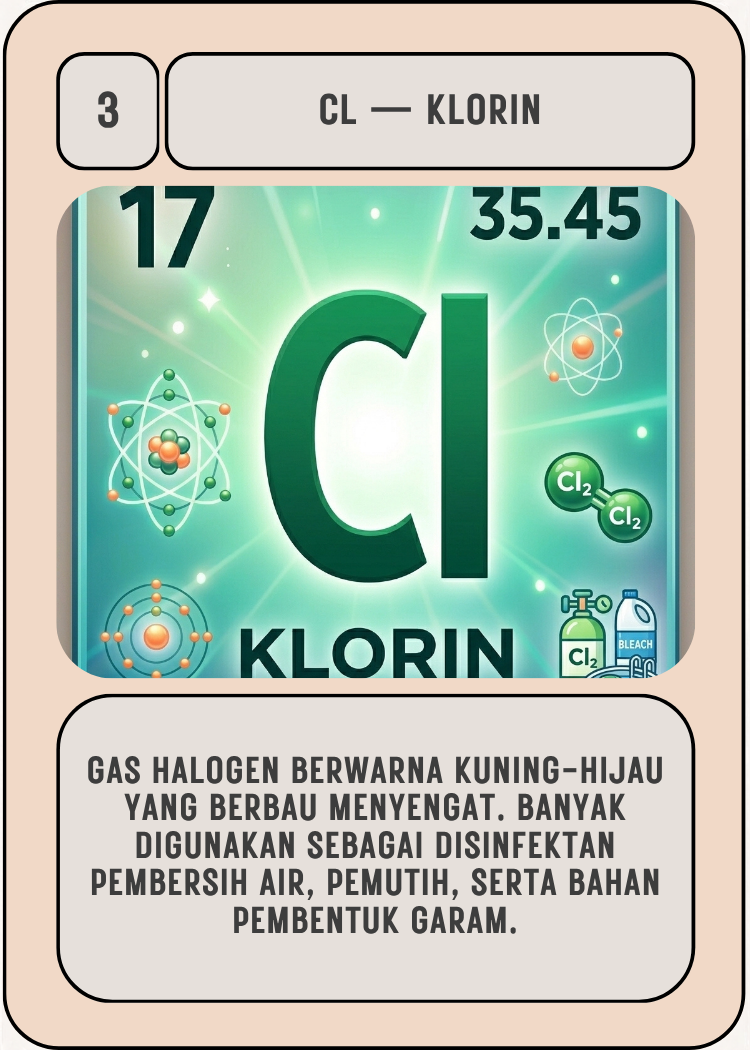 3
CL — KLORIN
17
35.45
Cl
Cl₂
Cl₂
KLORIN
Cl₂
BLEACH
GAS HALOGEN BERWARNA KUNING-HIJAU
YANG BERBAU MENYENGAT. BANYAK
DIGUNAKAN SEBAGAI DISINFEKTAN
PEMBERSIH AIR, PEMUTIH, SERTA BAHAN
PEMBENTUK GARAM.